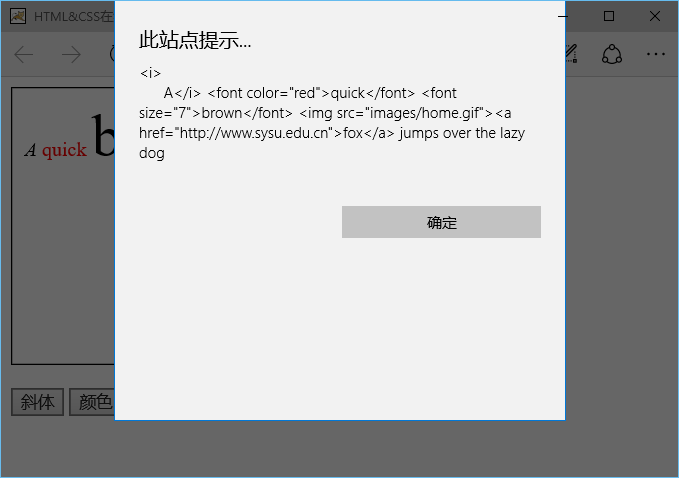 HTML&CSS在
此站点提示...
<i>
A</i> <font color="red">quick</font> <font
size="7">brown</font> <img src="images/home.gif"><a
href="http://www.sysu.edu.cn">fox</a> jumps over the lazy
dog
确定
A quick b
斜体 颜色